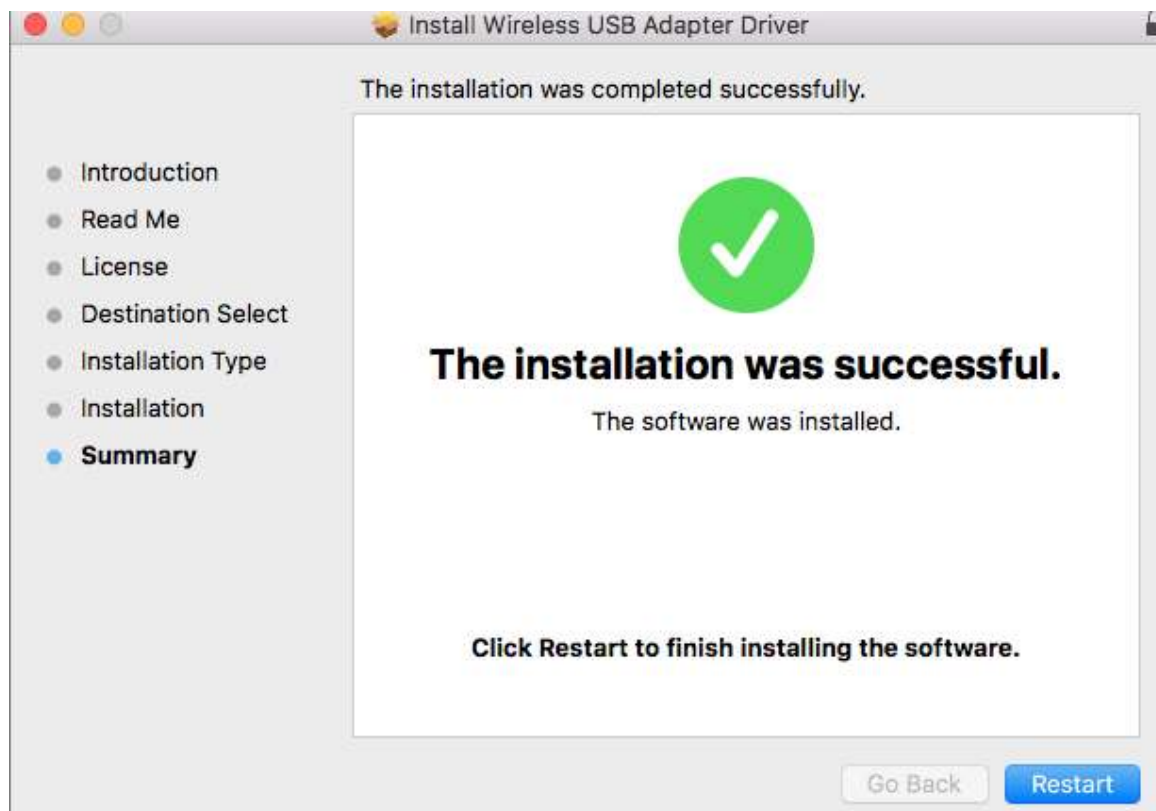 Install Wireless USB Adapter Driver
The installation was completed successfully.
Introduction
Read Me
License
Destination Select
Installation Type
Installation
Summary
The installation was successful.
The software was installed.
Click Restart to finish installing the software.
Go Back
Restart